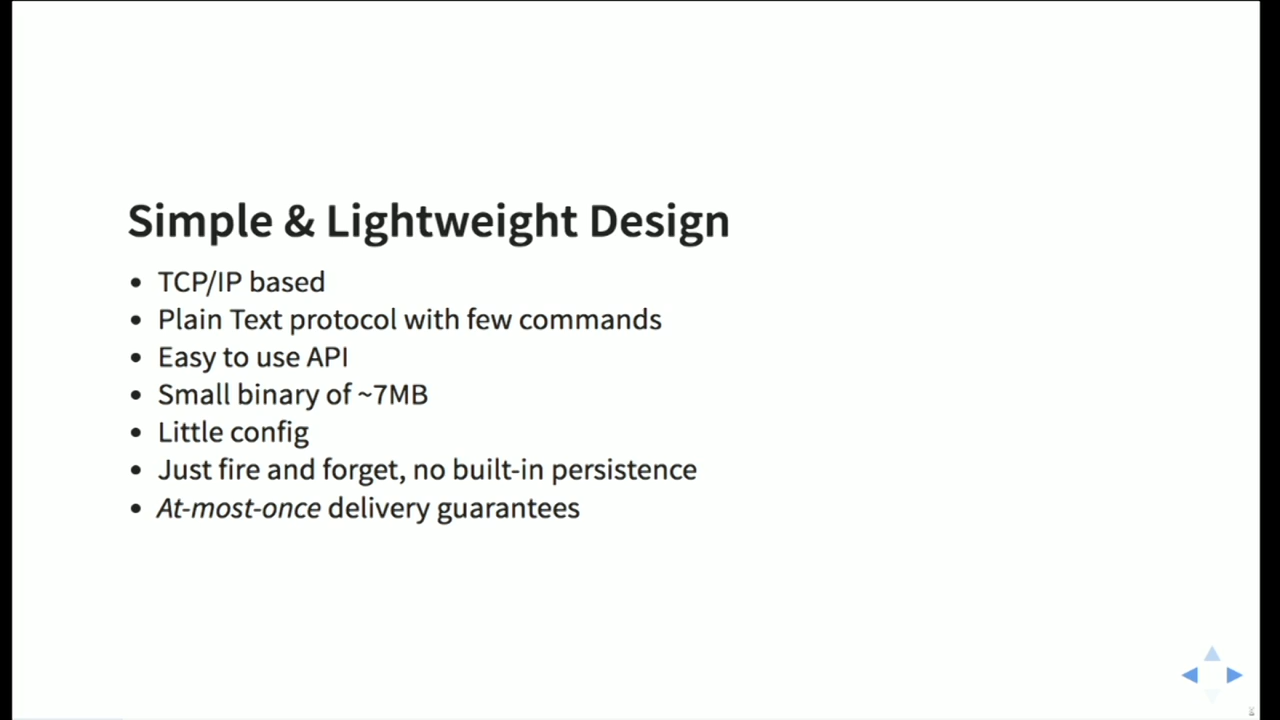 Simple & Lightweight Design
• TCP/IP based
• Plain Text protocol with few commands
• Easy to use API
• Small binary of ~7MB
• Little config
• Just fire and forget, no built-in persistence
• At-most-once delivery guarantees